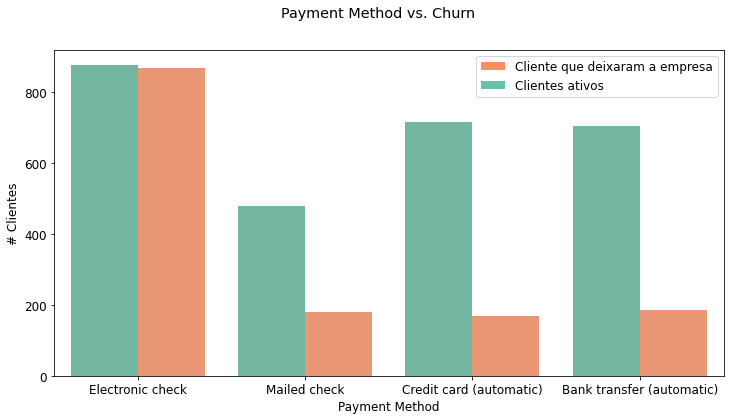 Payment Method vs. Churn
Cliente que deixaram a empresa
Clientes ativos
# Clientes
800
600
400
200
0
Electronic check
Mailed check
Credit card (automatic)
Bank transfer (automatic)
Payment Method